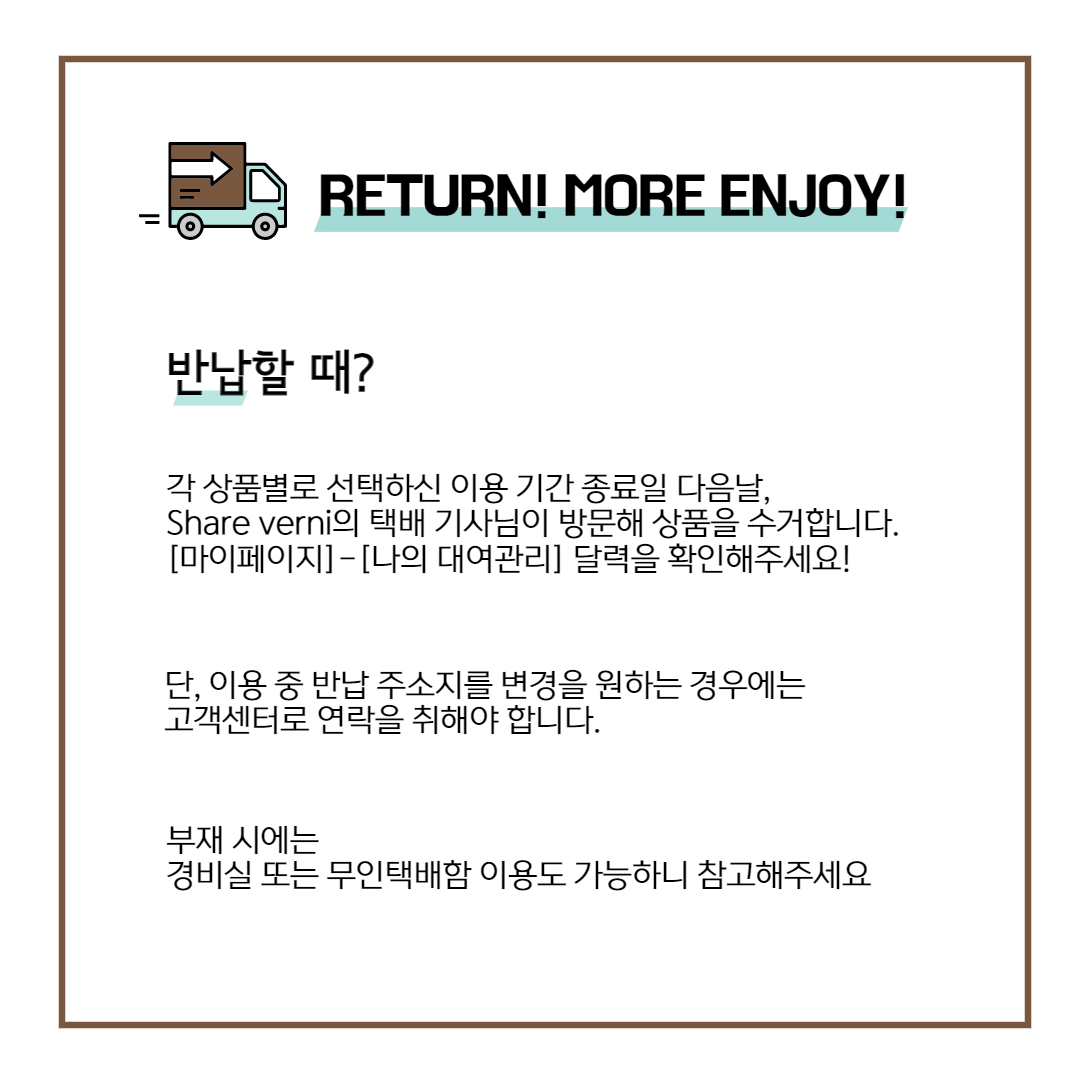 RETURN! MORE ENJOY!
반납할 때?
각 상품별로 선택하신 이용 기간 종료일 다음날,
Share verni의 택배 기사님이 방문해 상품을 수거합니다.
[마이페이지]-[나의 대여관리] 달력을 확인해주세요!
단, 이용 중 반납 주소지를 변경을 원하는 경우에는
고객센터로 연락을 취해야 합니다.
부재 시에는
경비실 또는 무인택배함 이용도 가능하니 참고해주세요